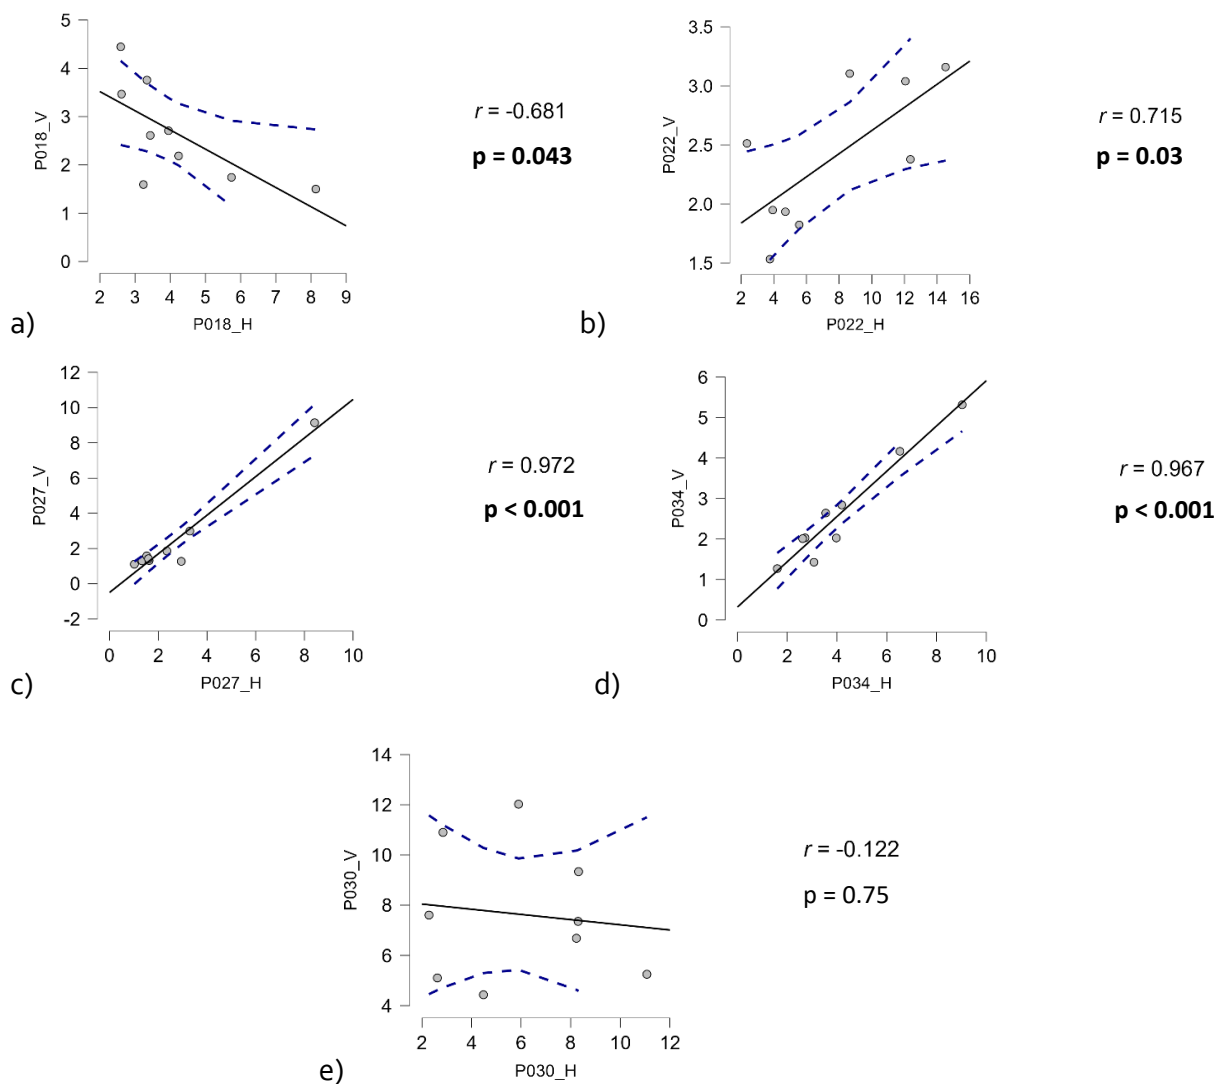 5
4
3
2
1
0
P018_V
2 3 4 5 6 7 8 9
P018_H
r = -0.681
p = 0.043
a)
3.5
3.0
2.5
2.0
1.5
P022_V
2 4 6 8 10 12 14 16
P022_H
r = 0.715
p = 0.03
b)
12
10
8
6
4
2
0
-2
P027_V
0 2 4 6 8 10
P027_H
r = 0.972
p < 0.001
c)
6
5
4
3
2
1
0
P034_V
0 2 4 6 8 10
P034_H
r = 0.967
p < 0.001
d)
14
12
10
8
6
4
P030_V
2 4 6 8 10 12
P030_H
r = -0.122
p = 0.75
e)